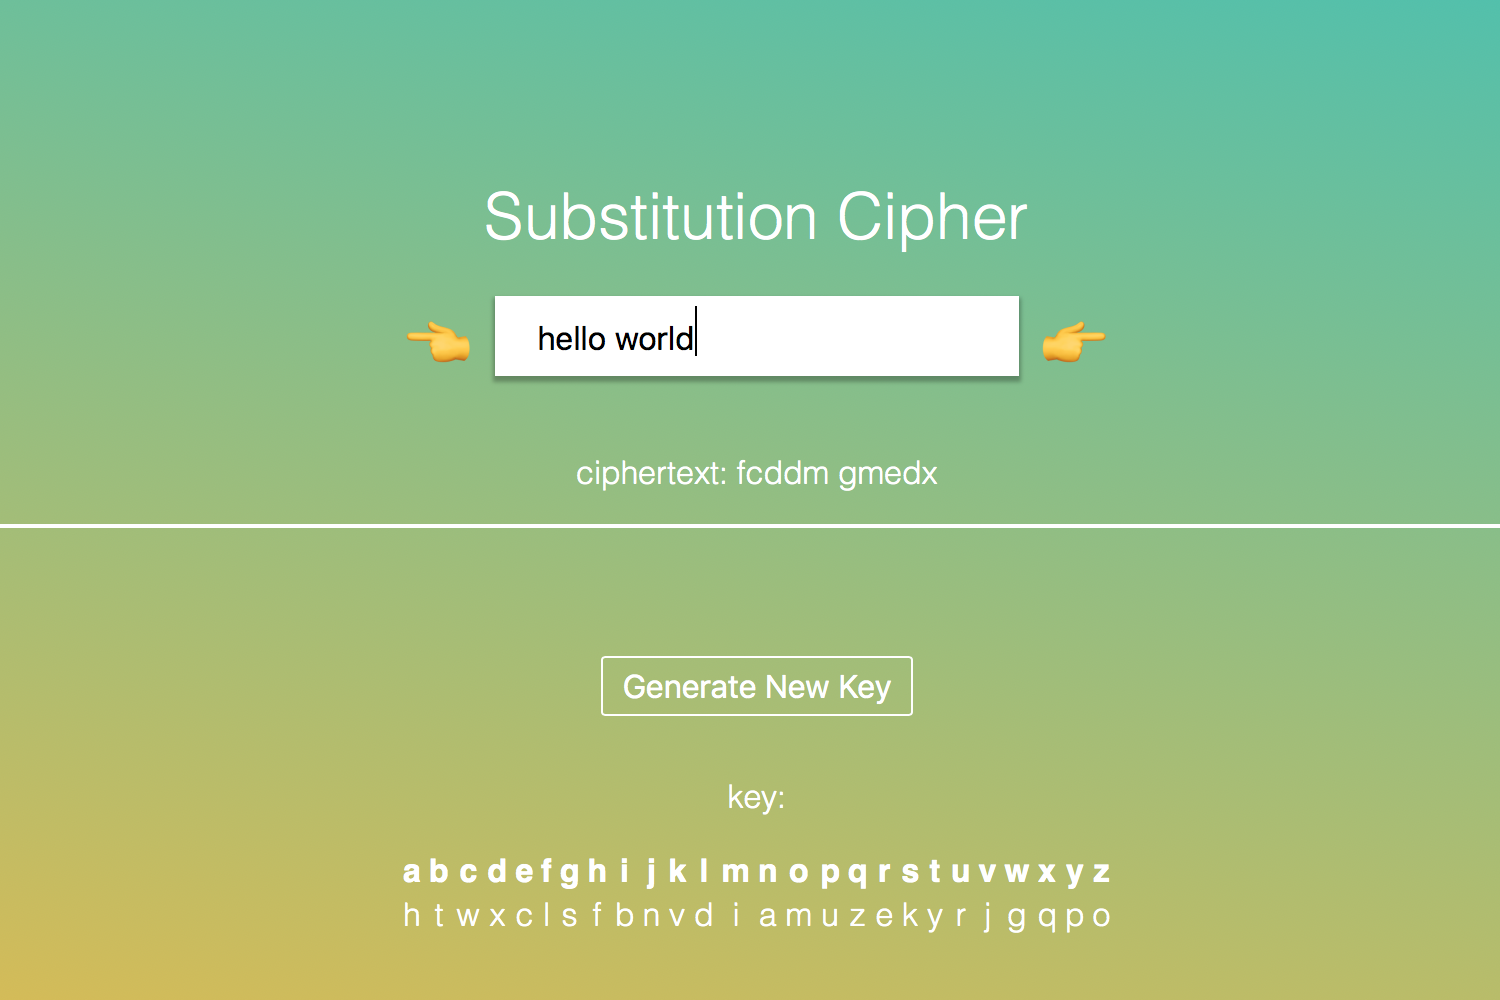 Substitution Cipher
hello world
ciphertext: fcddm gmedx
Generate New Key
key:
a b c d e f g h i j k l m n o p q r s t u v w x y z
h t w x c l s f b n v d i a m u z e k y r j g q p o